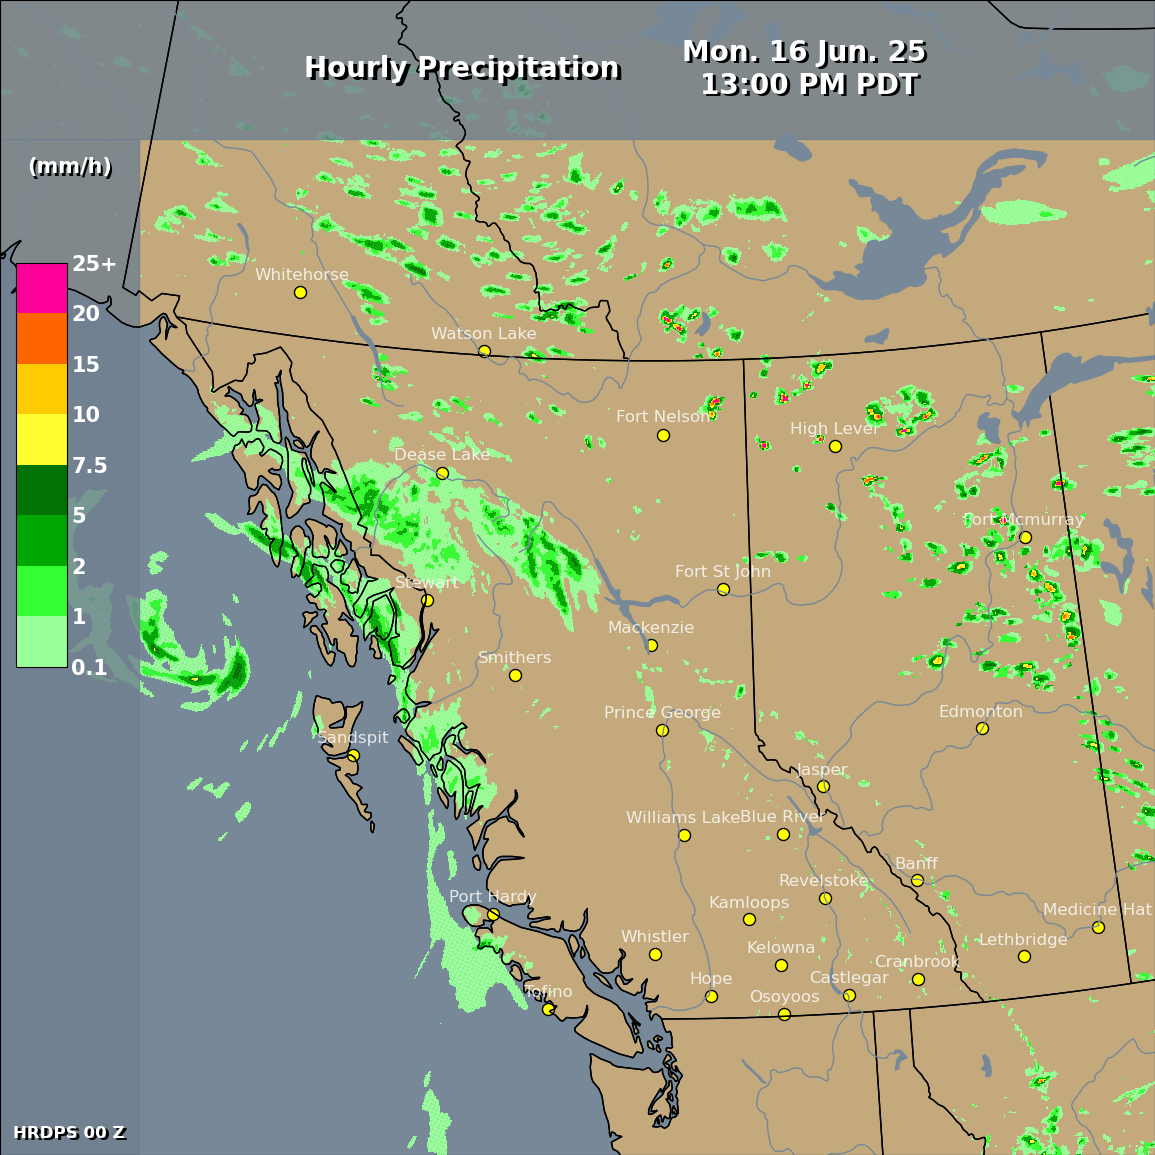 Hourly Precipitation
Mon. 16 Jun. 25
13:00 PM PDT
(mm/h)
25+
20
15
10
7.5
5
2
1
0.1
Whitehorse
Watson Lake
Fort Nelson
High Level
Dease Lake
Fort Mcmurray
Fort St John
Stewart
Mackenzie
Smithers
Prince George
Edmonton
Sandspit
Jasper
Williams Lake
Blue River
Banff
Revelstoke
Port Hardy
Kamloops
Medicine Hat
Whistler
Kelowna
Lethbridge
Cranbrook
Hope
Castlegar
Tofino
Osoyoos
HRDPS 00 Z